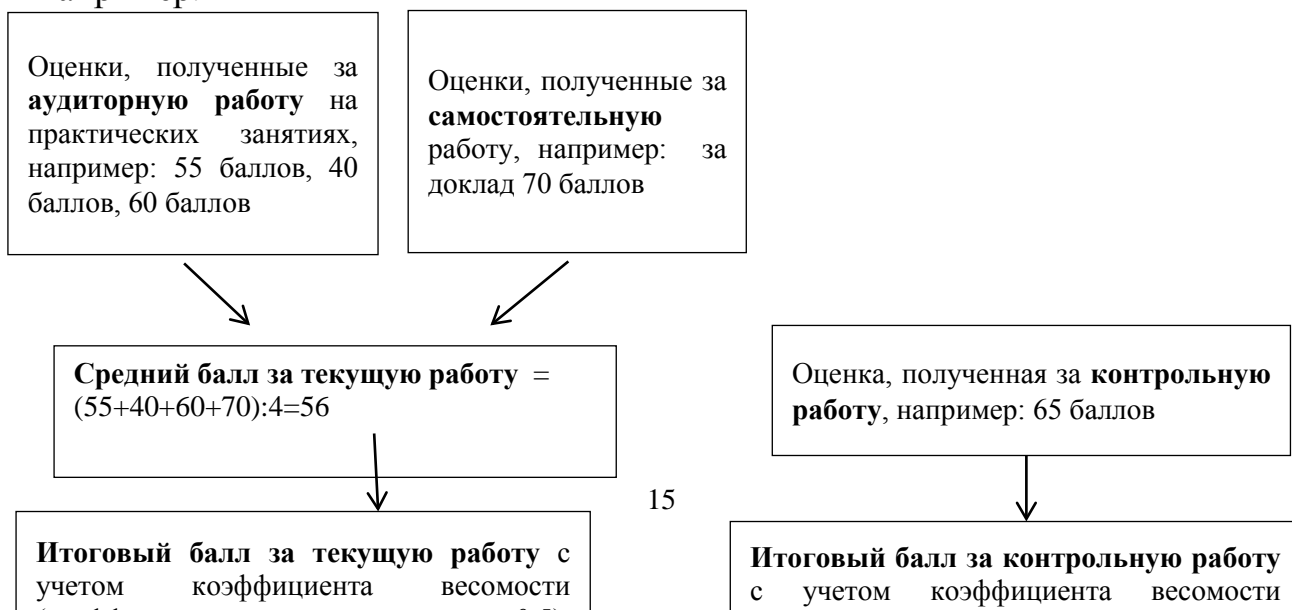 Оценки, полученные за
аудиторную работу на
практических занятиях,
например: 55 баллов, 40
баллов, 60 баллов
Оценки, полученные за
самостоятельную
работу, например: за
доклад 70 баллов
Средний балл за текущую работу =
(55+40+60+70):4=56
Оценка, полученная за контрольную
работу, например: 65 баллов
15
Итоговый балл за текущую работу с
учетом коэффициента весомости
Итоговый балл за контрольную работу
с учетом коэффициента весомости